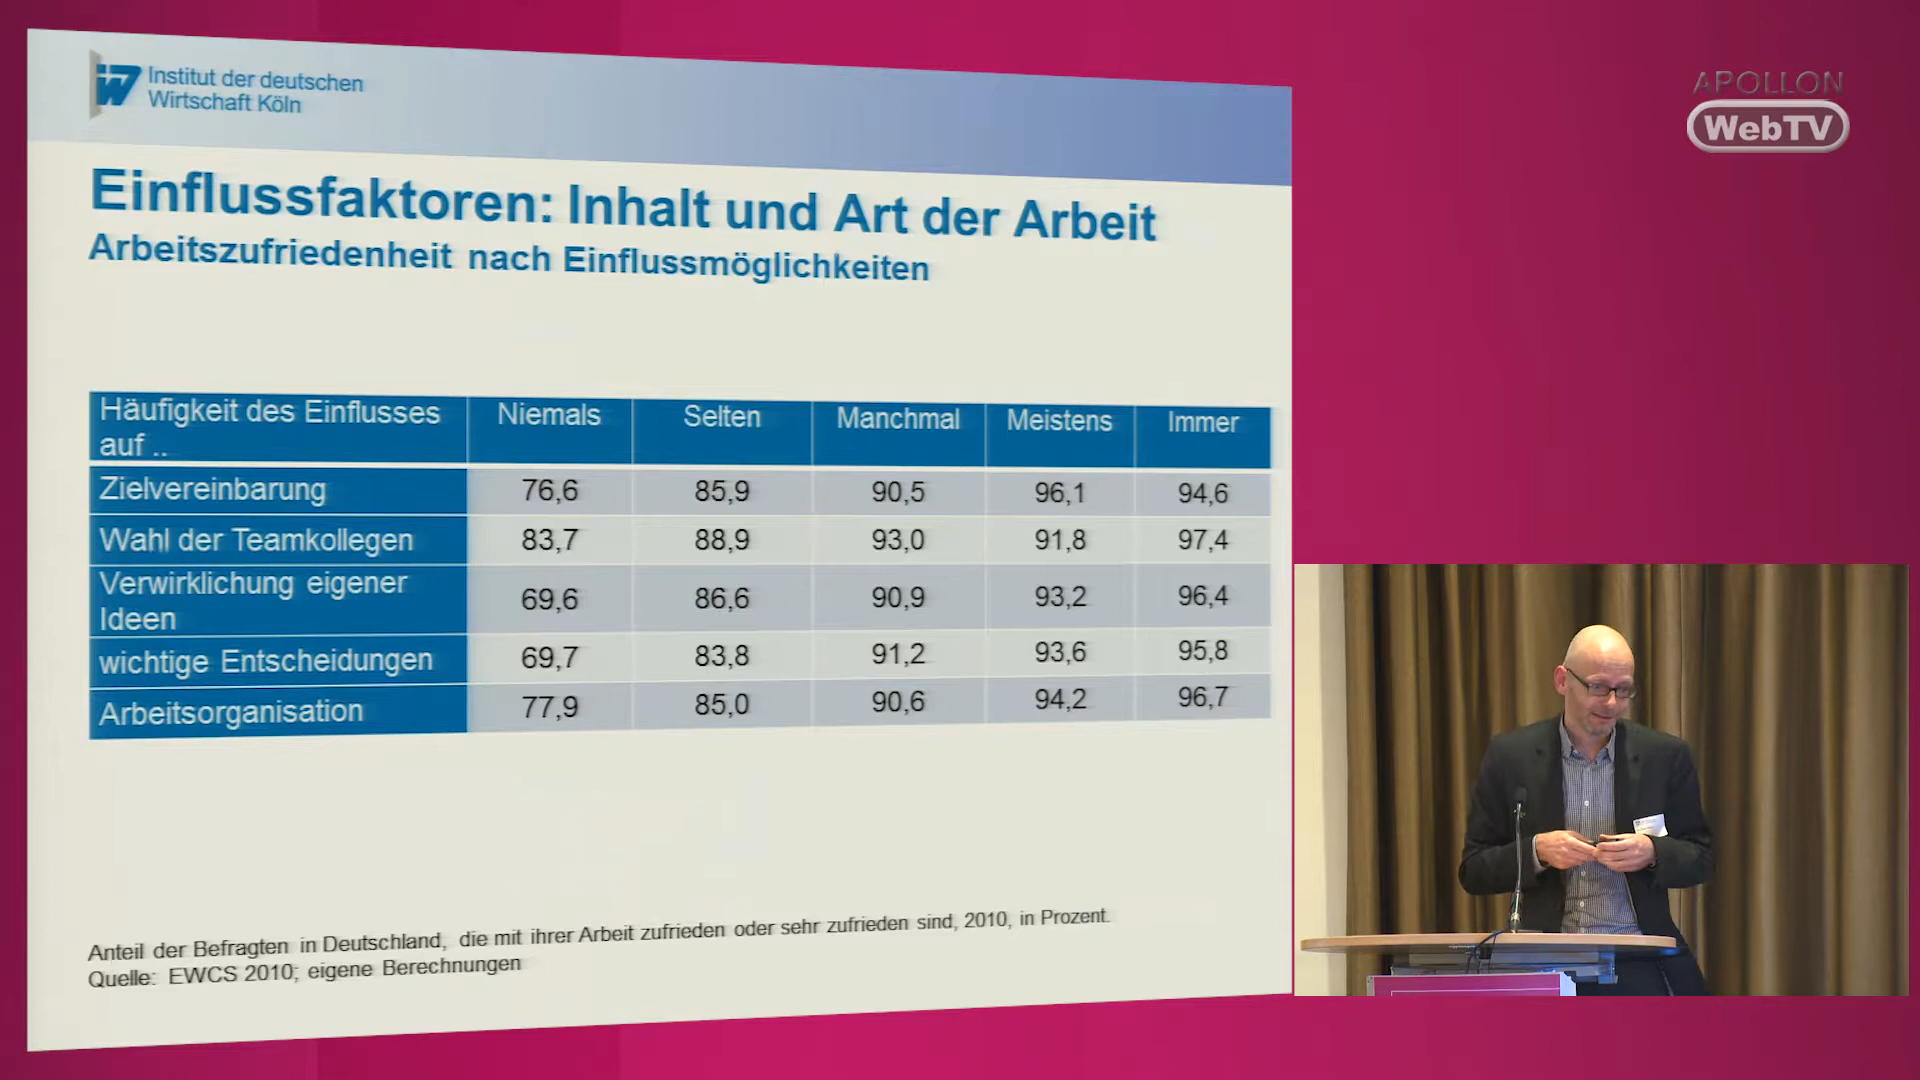 Institut der deutschen
Wirtschaft Köln
APOLLON
WebTV
Einflussfaktoren: Inhalt und Art der Arbeit
Arbeitszufriedenheit nach Einflussmöglichkeiten
Häufigkeit des Einflusses auf .. Niemals Selten Manchmal Meistens Immer
Zielvereinbarung 76,6 85,9 90,5 96,1 94,6
Wahl der Teamkollegen 83,7 88,9 93,0 91,8 97,4
Verwirklichung eigener Ideen 69,6 86,6 90,9 93,2 96,4
wichtige Entscheidungen 69,7 83,8 91,2 93,6 95,8
Arbeitsorganisation 77,9 85,0 90,6 94,2 96,7
Anteil der Befragten in Deutschland, die mit ihrer Arbeit zufrieden oder sehr zufrieden sind, 2010, in Prozent.
Quelle: EWCS 2010; eigene Berechnungen